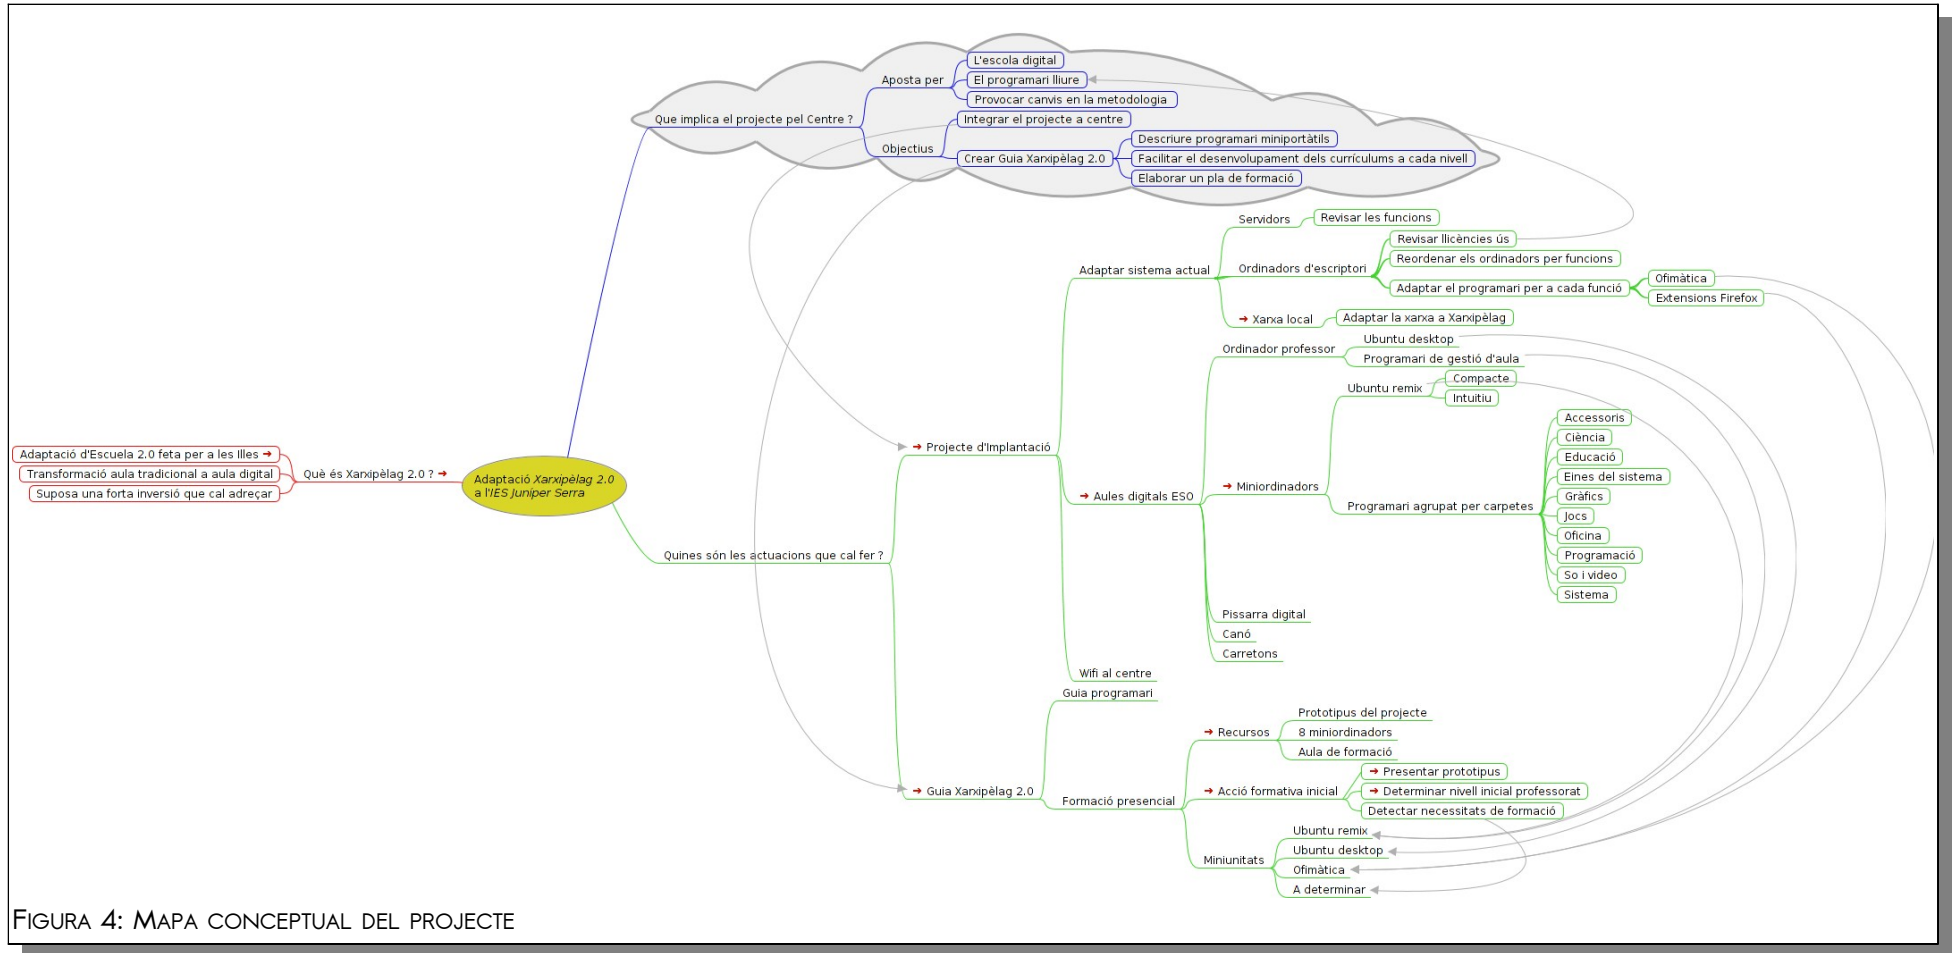 L'escola digital
Aposta per
El programari lliure
Provocar canvis en la metodologia
Que implica el projecte pel Centre ?
Integrar el projecte a centre
Objectius
Descriure programari miniportàtils
Crear Guia Xarxipèlag 2.0
Facilitar el desenvolupament dels currículums a cada nivell
Elaborar un pla de formació
Adaptació d'Escuela 2.0 feta per a les Illes
Transformació aula tradicional a aula digital
Suposa una forta inversió que cal adreçar
Què és Xarxipèlag 2.0 ?
Adaptació Xarxipèlag 2.0
a l'IES Juníper Serra
Quines són les actuacions que cal fer ?
Projecte d'Implantació
Adaptar sistema actual
Servidors
Revisar les funcions
Ordinadors d'escriptori
Revisar llicències ús
Reordenar els ordinadors per funcions
Adaptar el programari per a cada funció
Ofimàtica
Extensions Firefox
Xarxa local
Adaptar la xarxa a Xarxipèlag
Aules digitals ESO
Ordinador professor
Ubuntu desktop
Programari de gestió d'aula
Miniordinadors
Ubuntu remix
Compacte
Intuitiu
Programari agrupat per carpetes
Accessoris
Ciència
Educació
Eines del sistema
Gràfics
Jocs
Oficina
Programació
So i video
Sistema
Pissarra digital
Canó
Carretons
Wifi al centre
Guia Xarxipèlag 2.0
Guia programari
Formació presencial
Recursos
Prototipus del projecte
8 miniordinadors
Aula de formació
Acció formativa inicial
Presentar prototipus
Determinar nivell inicial professorat
Detectar necessitats de formació
Miniunitats
Ubuntu remix
Ubuntu desktop
Ofimàtica
A determinar
FIGURA 4: MAPA CONCEPTUAL DEL PROJECTE